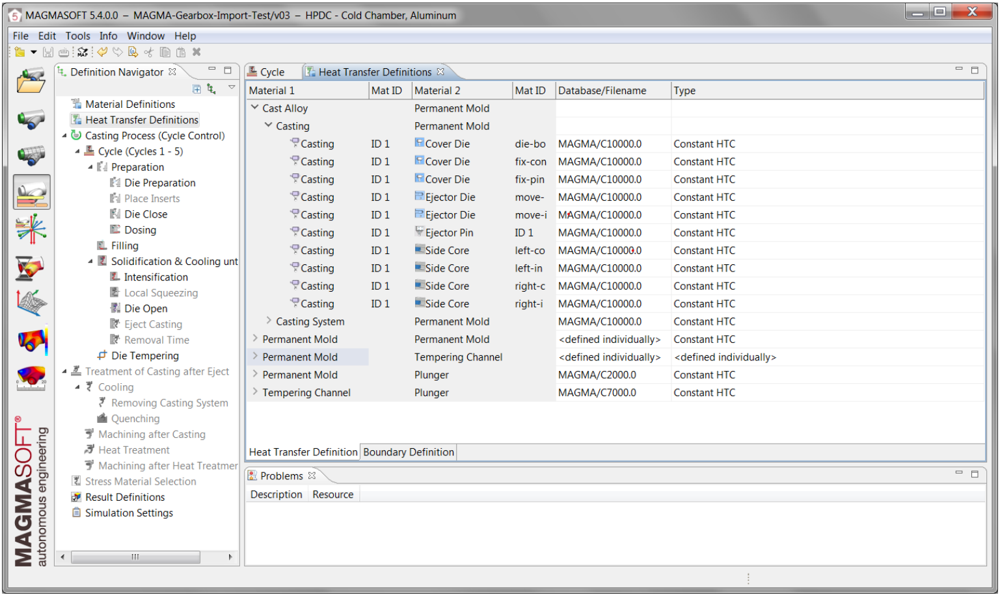 MAGMASOFT 5.4.0.0 – MAGMA-Gearbox-Import-Test/v03 – HPDC - Cold Chamber, Aluminum
File Edit Tools Info Window Help
MAP
Definition Navigator
Material Definitions
Heat Transfer Definitions
Casting Process (Cycle Control)
Cycle (Cycles 1 - 5)
Preparation
Die Preparation
Place Inserts
Die Close
Dosing
Filling
Solidification & Cooling unt
Intensification
Local Squeezing
Die Open
Eject Casting
Removal Time
Die Tempering
Treatment of Casting after Eject
Cooling
Removing Casting System
Quenching
Machining after Casting
Heat Treatment
Machining after Heat Treatmer
Stress Material Selection
Result Definitions
Simulation Settings
0 20
MAGMASOFT®
autonomous engineering
Cycle Heat Transfer Definitions
Material 1 Mat ID Material 2 Mat ID Database/Filename Type
Cast Alloy Permanent Mold
Casting Permanent Mold
Casting ID 1 Cover Die die-bo MAGMA/C10000.0 Constant HTC
Casting ID 1 Cover Die fix-con MAGMA/C10000.0 Constant HTC
Casting ID 1 Cover Die fix-pin MAGMA/C10000.0 Constant HTC
Casting ID 1 Ejector Die move- MAGMA/C10000.0 Constant HTC
Casting ID 1 Ejector Die move-i MAGMA/C10000.0 Constant HTC
Casting ID 1 Ejector Pin ID 1 MAGMA/C10000.0 Constant HTC
Casting ID 1 Side Core left-co MAGMA/C10000.0 Constant HTC
Casting ID 1 Side Core left-in MAGMA/C10000.0 Constant HTC
Casting ID 1 Side Core right-c MAGMA/C10000.0 Constant HTC
Casting ID 1 Side Core right-i MAGMA/C10000.0 Constant HTC
Casting System Permanent Mold MAGMA/C10000.0 Constant HTC
Permanent Mold Permanent Mold <defined individually> Constant HTC
Permanent Mold Tempering Channel <defined individually> <defined individually>
Permanent Mold Plunger MAGMA/C2000.0 Constant HTC
Tempering Channel Plunger MAGMA/C7000.0 Constant HTC
Heat Transfer Definition Boundary Definition
Problems
Description Resource